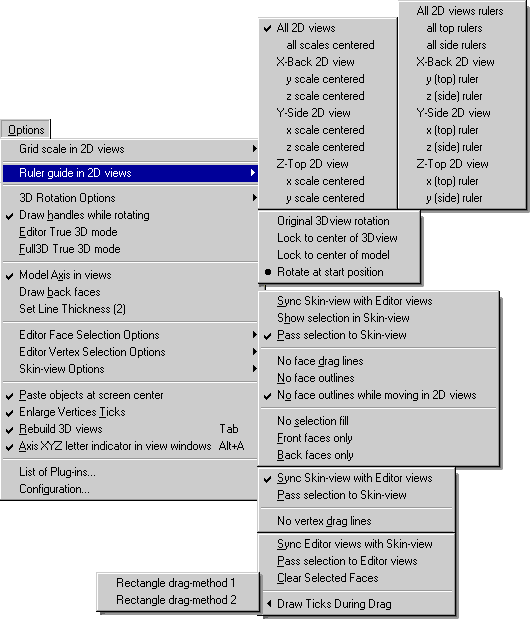 Options
Grid scale in 2D views
Ruler guide in 2D views
3D Rotation Options
Draw handles while rotating
Editor True 3D mode
Full3D True 3D mode
Model Axis in views
Draw back faces
Set Line Thickness (2)
Editor Face Selection Options
Editor Vertex Selection Options
Skin-view Options
Paste objects at screen center
Enlarge Vertices Ticks
Rebuild 3D views Tab
Axis XYZ letter indicator in view windows Alt+A
List of Plug-ins...
Configuration...
All 2D views
all scales centered
X-Back 2D view
y scale centered
z scale centered
Y-Side 2D view
x scale centered
z scale centered
Z-Top 2D view
x scale centered
y scale centered
All 2D views rulers
all top rulers
all side rulers
X-Back 2D view
y (top) ruler
z (side) ruler
Y-Side 2D view
x (top) ruler
z (side) ruler
Z-Top 2D view
x (top) ruler
y (side) ruler
Original 3Dview rotation
Lock to center of 3Dview
Lock to center of model
Rotate at start position
Sync Skin-view with Editor views
Show selection in Skin-view
Pass selection to Skin-view
No face drag lines
No face outlines
No face outlines while moving in 2D views
No selection fill
Front faces only
Back faces only
Sync Skin-view with Editor views
Pass selection to Skin-view
No vertex drag lines
Sync Editor views with Skin-view
Pass selection to Editor views
Clear Selected Faces
Draw Ticks During Drag
Rectangle drag-method 1
Rectangle drag-method 2